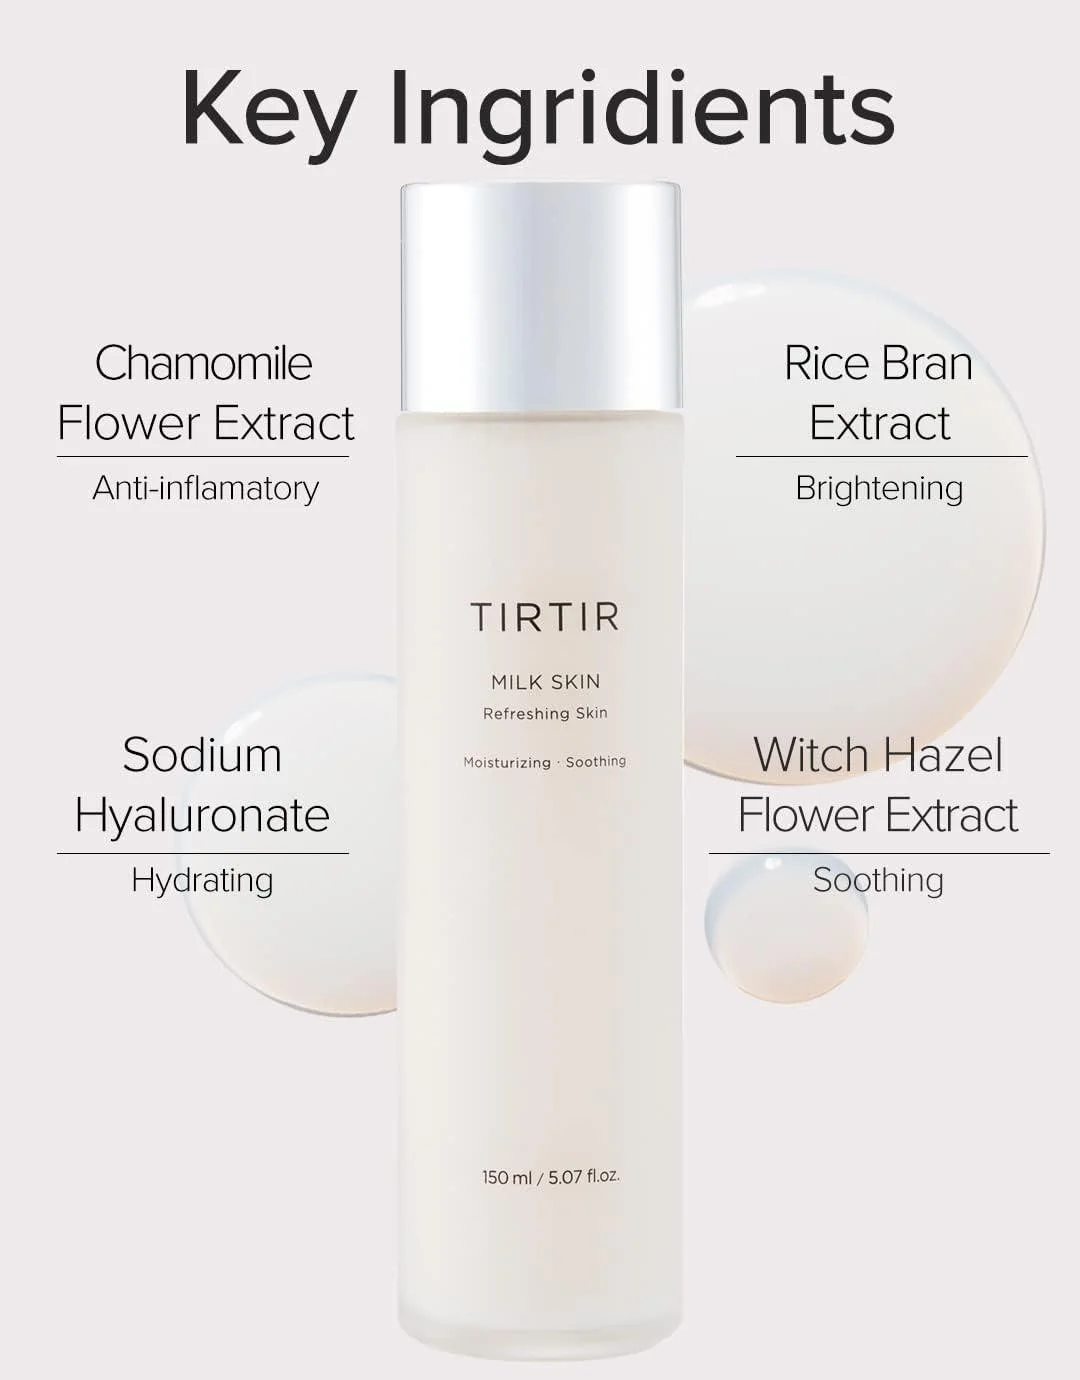 Key Ingridients
Chamomile
Flower Extract
Anti-inflamatory
Rice Bran
Extract
Brightening
TIRTIR
MILK SKIN
Refreshing Skin
Moisturizing · Soothing
Sodium
Hyaluronate
Hydrating
Witch Hazel
Flower Extract
Soothing
150 ml / 5.07 fl.oz.